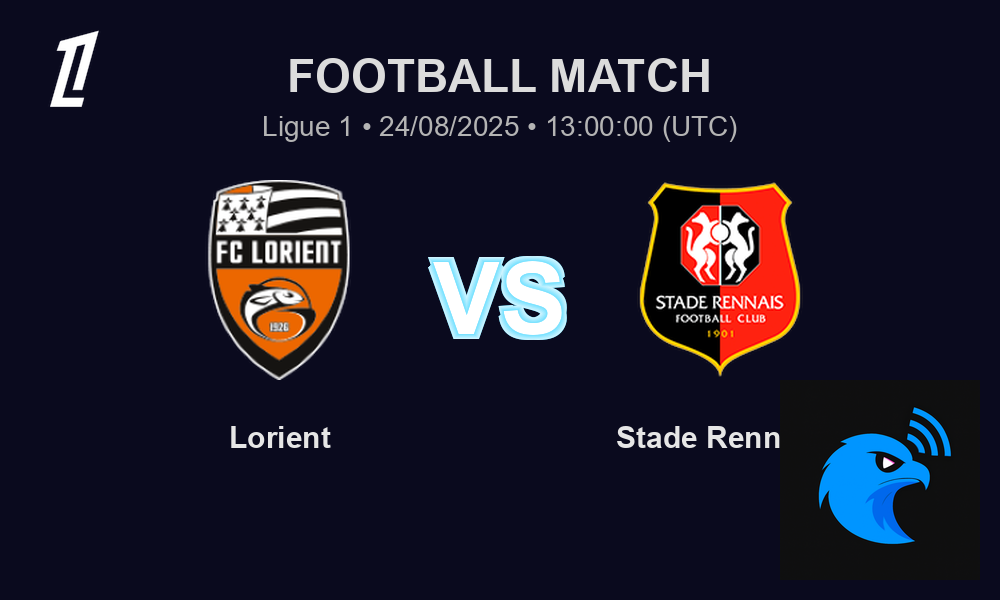 FOOTBALL MATCH
Ligue 1 • 24/08/2025 • 13:00:00 (UTC)
FC LORIENT
1926
VS
STADE RENNAIS
FOOTBALL CLUB
1901
Lorient
Stade Renn